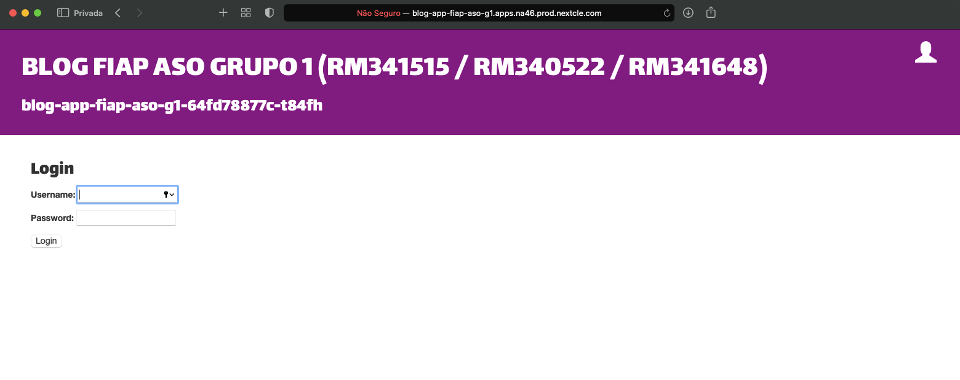 Privada
Não Seguro — blog-app-fiap-aso-g1.apps.na46.prod.nextcle.com
BLOG FIAP ASO GRUPO 1 (RM341515 / RM340522 / RM341648)
blog-app-fiap-aso-g1-64fd78877c-t84fh
Login
Username:
Password:
Login